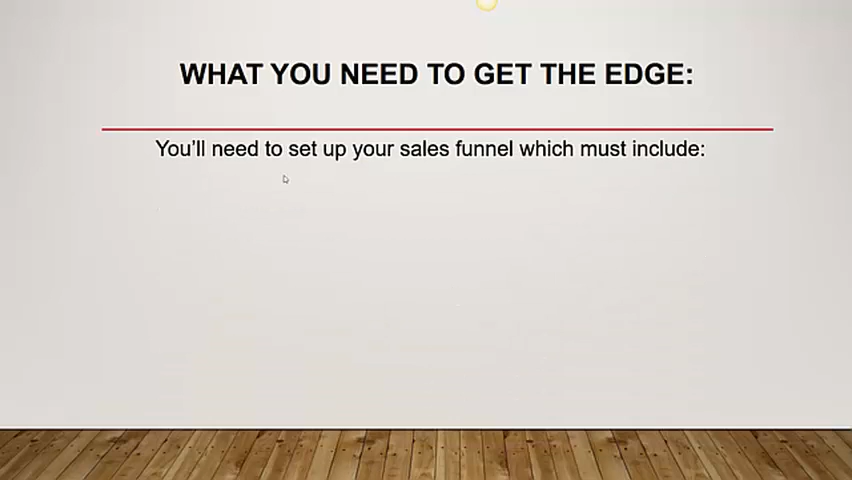 WHAT YOU NEED TO GET THE EDGE:
You'll need to set up your sales funnel which must include: